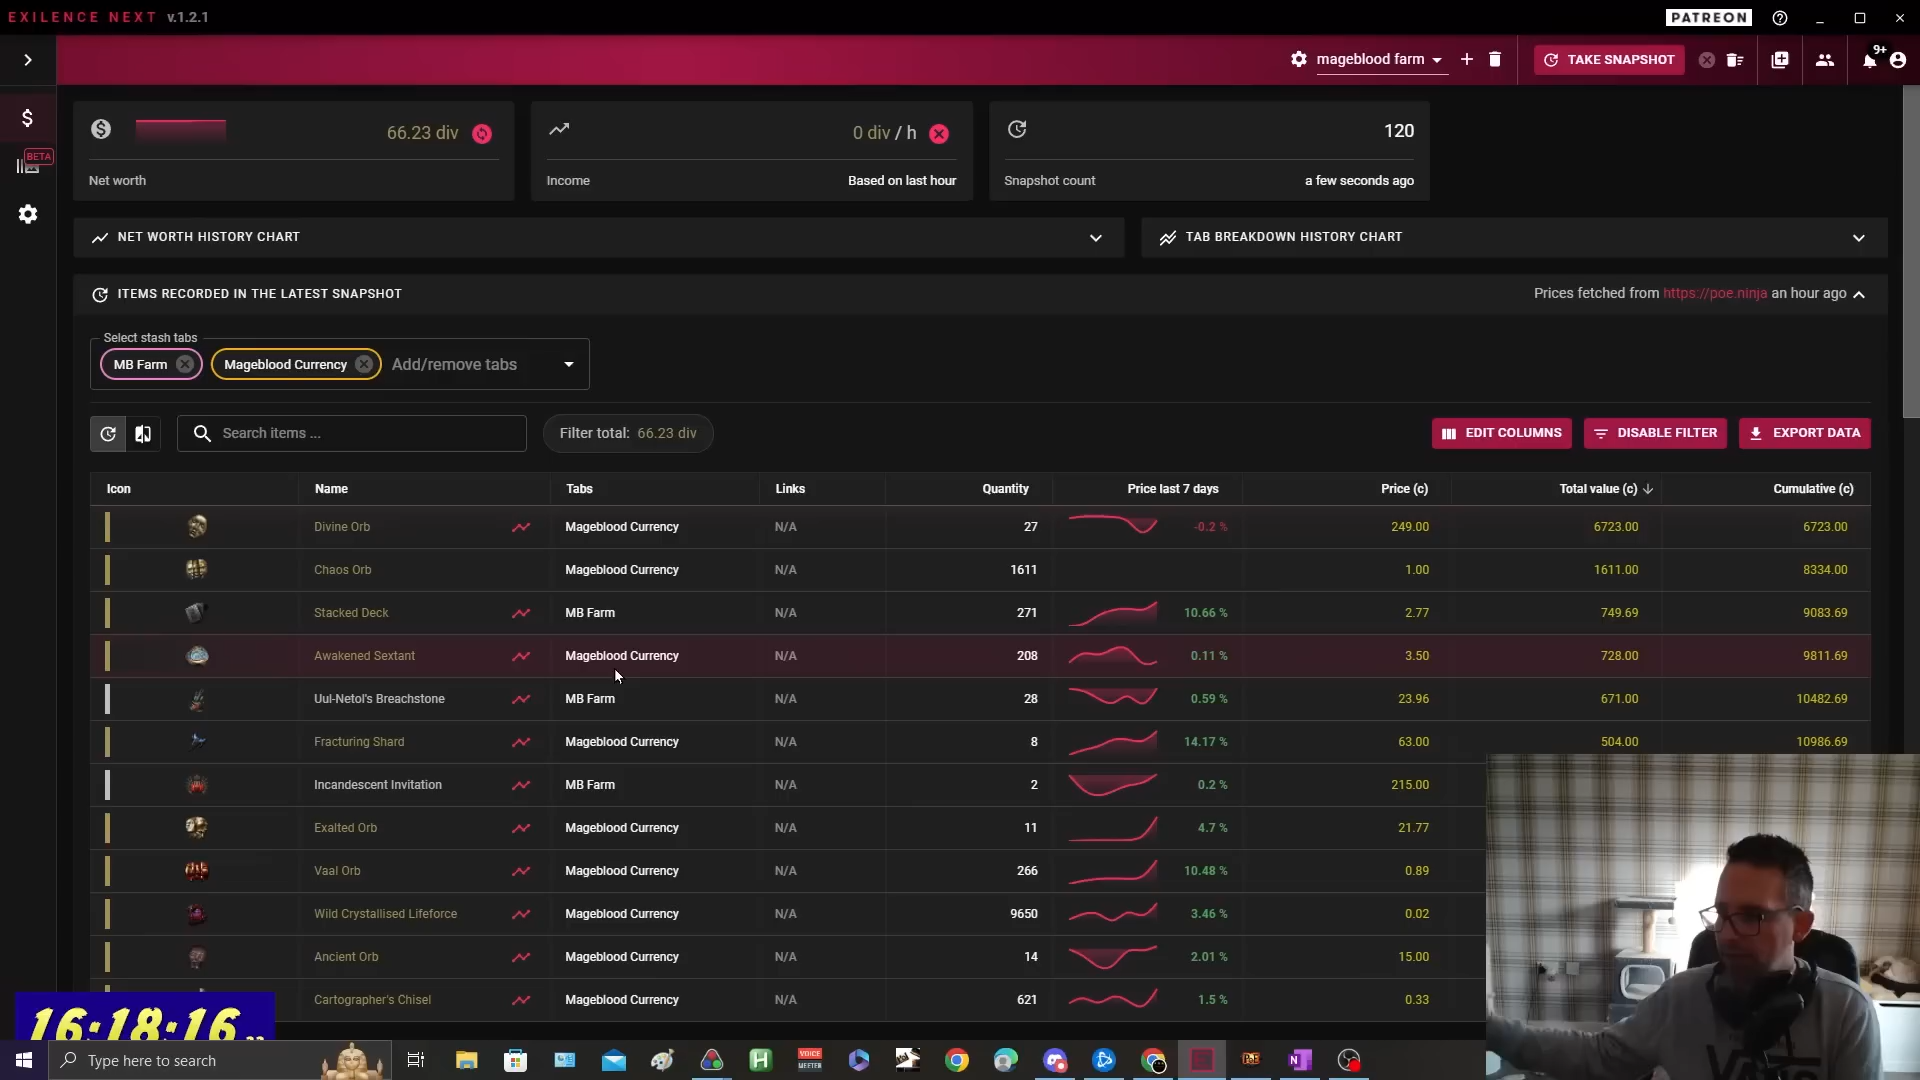 EXILENCE NEXT v.1.2.1
PATREON
mageblood farm
TAKE SNAPSHOT
9+
66.23 div
0 div / h
120
Net worth
Income
Based on last hour
Snapshot count
a few seconds ago
BETA
NET WORTH HISTORY CHART
TAB BREAKDOWN HISTORY CHART
ITEMS RECORDED IN THE LATEST SNAPSHOT
Prices fetched from https://poe.ninja an hour ago
Select stash tabs
MB Farm
Mageblood Currency
Add/remove tabs
Search items ...
Filter total: 66.23 div
EDIT COLUMNS
DISABLE FILTER
EXPORT DATA
Icon Name Tabs Links Quantity Price last 7 days Price (c) Total value (c) Cumulative (c)
Divine Orb Mageblood Currency N/A 27 -0.2 % 249.00 6723.00 6723.00
Chaos Orb Mageblood Currency N/A 1611 1.00 1611.00 8334.00
Stacked Deck MB Farm N/A 271 10.66 % 2.77 749.69 9083.69
Awakened Sextant Mageblood Currency N/A 208 0.11 % 3.50 728.00 9811.69
Uul-Netol's Breachstone MB Farm N/A 28 0.59 % 23.96 671.00 10482.69
Fracturing Shard Mageblood Currency N/A 8 14.17 % 63.00 504.00 10986.69
Incandescent Invitation MB Farm N/A 2 0.2 % 215.00
Exalted Orb Mageblood Currency N/A 11 4.7 % 21.77
Vaal Orb Mageblood Currency N/A 266 10.48 % 0.89
Wild Crystallised Lifeforce Mageblood Currency N/A 9650 3.46 % 0.02
Ancient Orb Mageblood Currency N/A 14 2.01 % 15.00
Cartographer's Chisel Mageblood Currency N/A 621 1.5 % 0.33
16:18:16
Type here to search
VOICE
MEETER